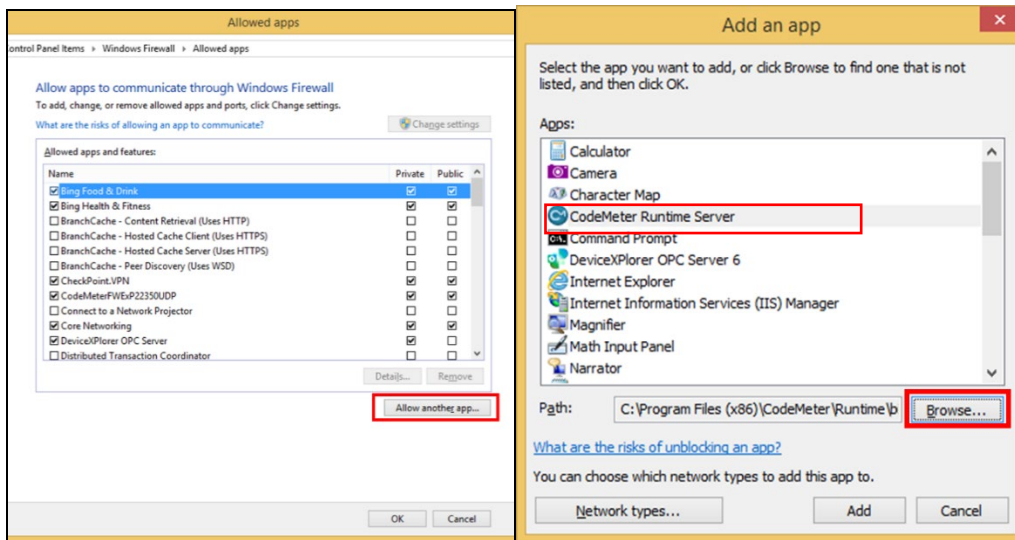 Allowed apps
ontrol Panel Items ▸ Windows Firewall ▸ Allowed apps
Allow apps to communicate through Windows Firewall
To add, change, or remove allowed apps and ports, click Change settings.
What are the risks of allowing an app to communicate?
Change settings
Allowed apps and features:
Name Private Public
Bing Food & Drink
Bing Health & Fitness
BranchCache - Content Retrieval (Uses HTTP)
BranchCache - Hosted Cache Client (Uses HTTPS)
BranchCache - Hosted Cache Server (Uses HTTPS)
BranchCache - Peer Discovery (Uses WSD)
CheckPoint.VPN
CodeMeterFWExP22350UDP
Connect to a Network Projector
Core Networking
DeviceXPlorer OPC Server
Distributed Transaction Coordinator
Details... Remove
Allow another app...
OK Cancel
Add an app
Select the app you want to add, or click Browse to find one that is not
listed, and then click OK.
Apps:
Calculator
Camera
Character Map
CodeMeter Runtime Server
Command Prompt
DeviceXPlorer OPC Server 6
Internet Explorer
Internet Information Services (IIS) Manager
Magnifier
Math Input Panel
Narrator
Path: C:\Program Files (x86)\CodeMeter\Runtime\b Browse...
What are the risks of unblocking an app?
You can choose which network types to add this app to.
Network types... Add Cancel